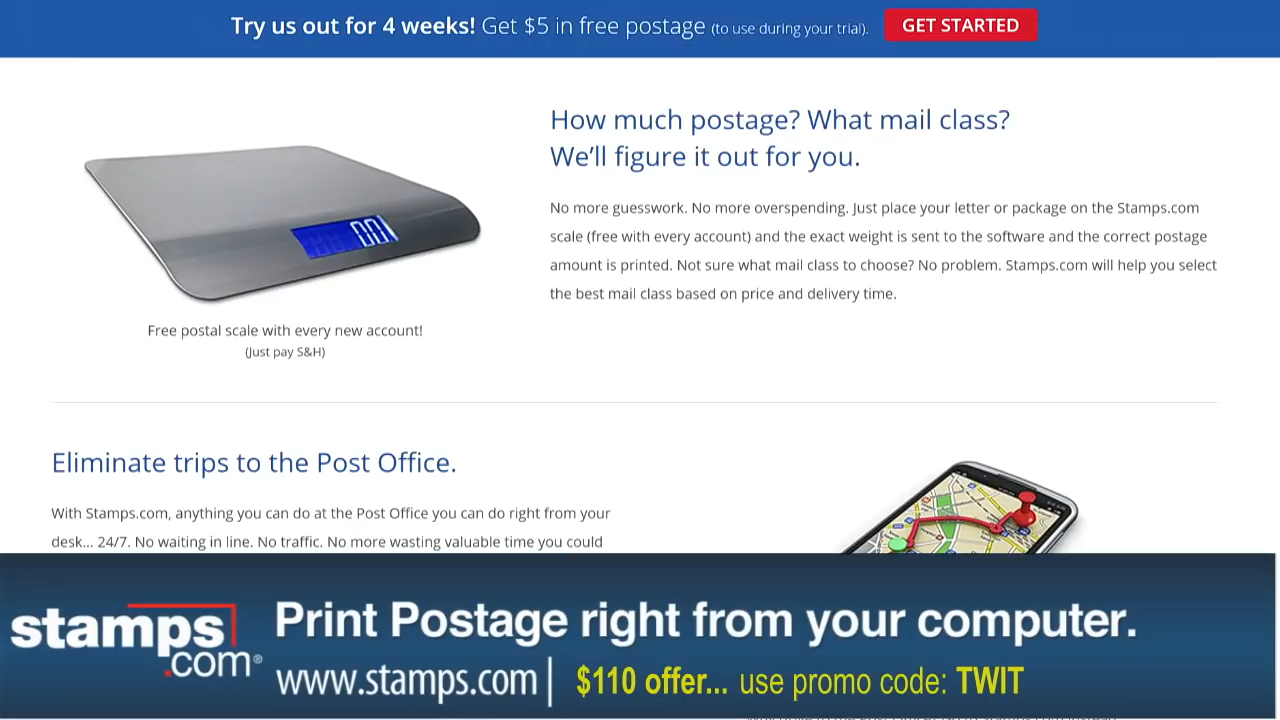 Try us out for 4 weeks! Get $5 in free postage (to use during your trial). GET STARTED
How much postage? What mail class?
We'll figure it out for you.
No more guesswork. No more overspending. Just place your letter or package on the Stamps.com
scale (free with every account) and the exact weight is sent to the software and the correct postage
amount is printed. Not sure what mail class to choose? No problem. Stamps.com will help you select
the best mail class based on price and delivery time.
0.0
Free postal scale with every new account!
(Just pay S&H)
Eliminate trips to the Post Office.
With Stamps.com, anything you can do at the Post Office you can do right from your
desk... 24/7. No waiting in line. No traffic. No more wasting valuable time you could
stamps
.com®
Print Postage right from your computer.
www.stamps.com | $110 offer... use promo code: TWIT